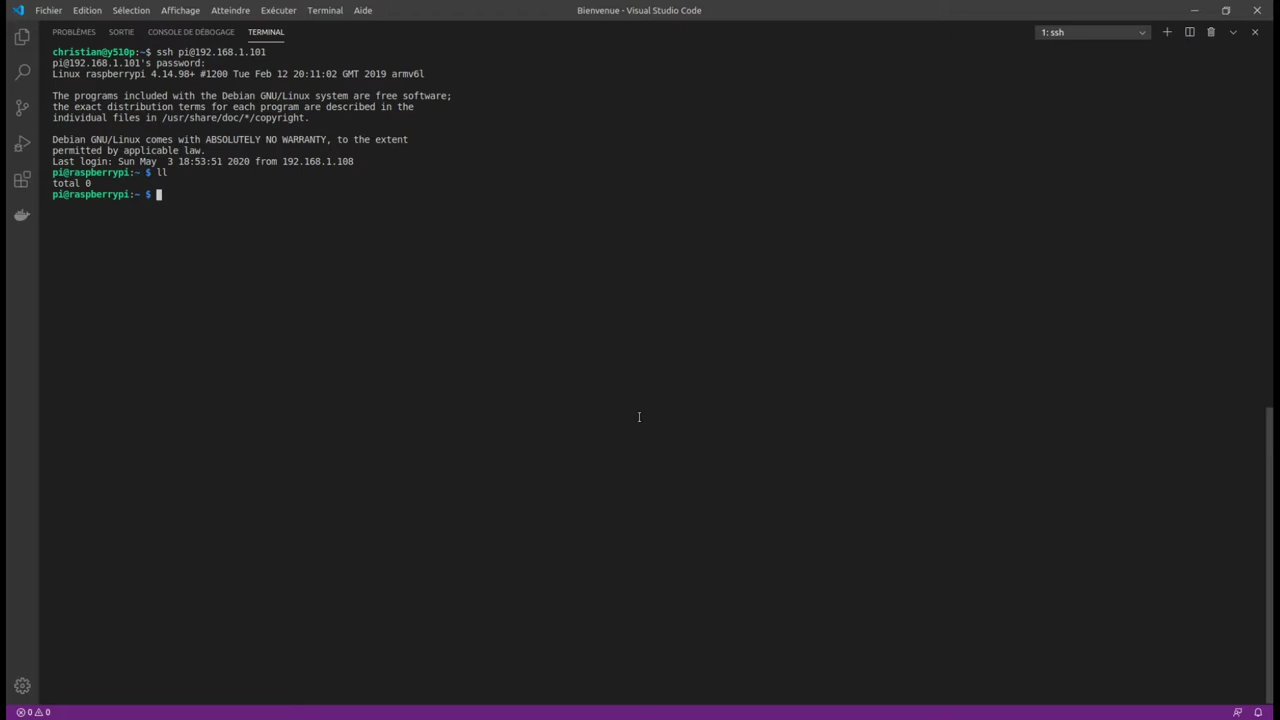 Fichier Edition Sélection Affichage Atteindre Exécuter Terminal Aide Bienvenue - Visual Studio Code
PROBLÈMES SORTIE CONSOLE DE DÉBOGAGE TERMINAL 1: ssh
christian@y510p:~$ ssh pi@192.168.1.101
pi@192.168.1.101's password:
Linux raspberrypi 4.14.98+ #1200 Tue Feb 12 20:11:02 GMT 2019 armv6l
The programs included with the Debian GNU/Linux system are free software;
the exact distribution terms for each program are described in the
individual files in /usr/share/doc/*/copyright.
Debian GNU/Linux comes with ABSOLUTELY NO WARRANTY, to the extent
permitted by applicable law.
Last login: Sun May  3 18:53:51 2020 from 192.168.1.108
pi@raspberrypi:~ $ ll
total 0
pi@raspberrypi:~ $
0 0